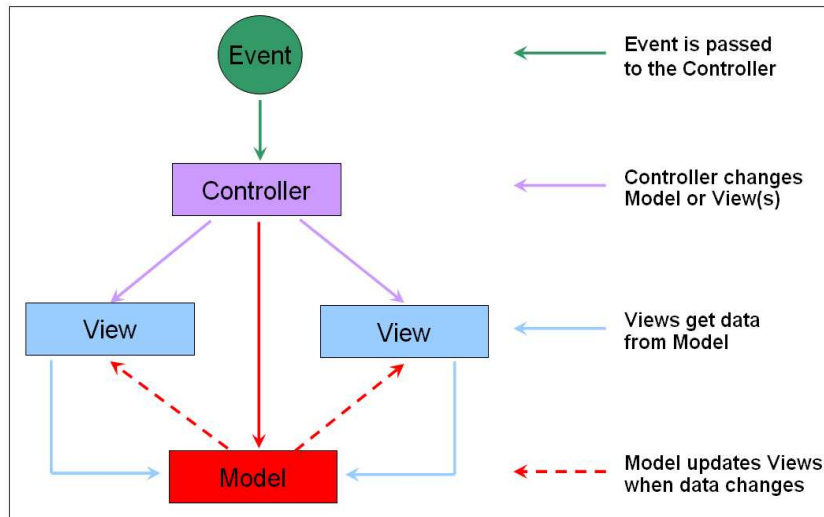 Event
Event is passed
to the Controller
Controller
Controller changes
Model or View(s)
View
View
Views get data
from Model
Model
Model updates Views
when data changes